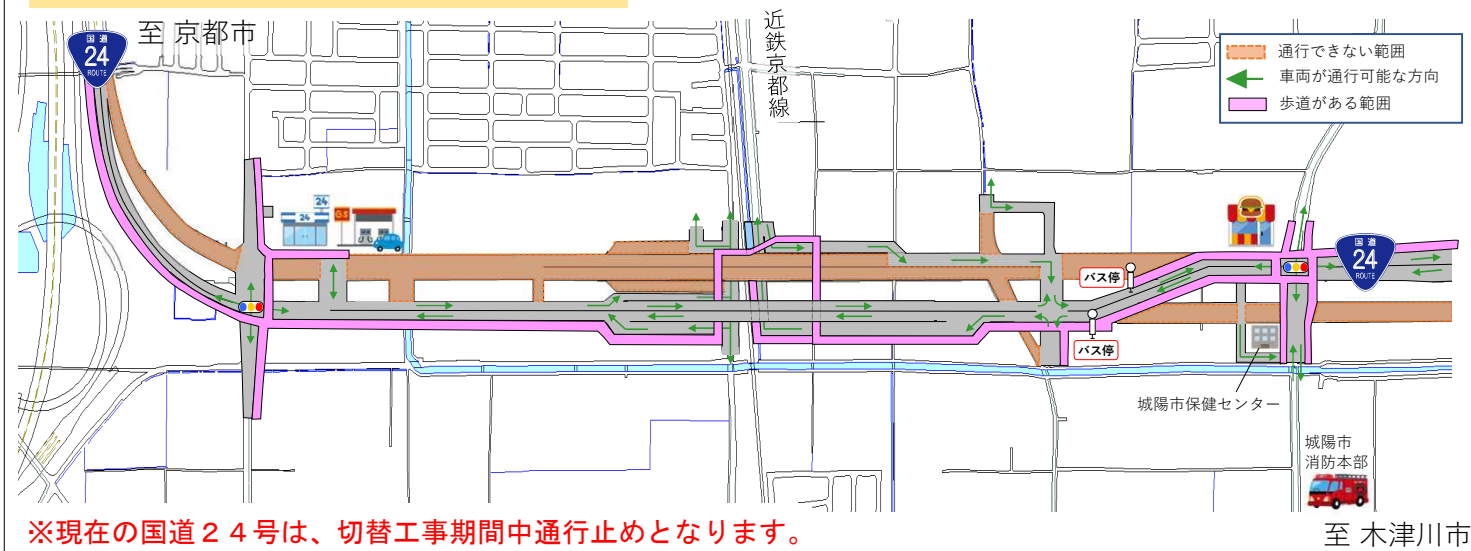 至 京都市
国道
24
ROUTE
近鉄京都線
通行できない範囲
車両が通行可能な方向
歩道がある範囲
24
24
GS
バス停
バス停
国道
24
ROUTE
城陽市保健センター
城陽市
消防本部
※現在の国道２４号は、切替工事期間中通行止めとなります。
至 木津川市